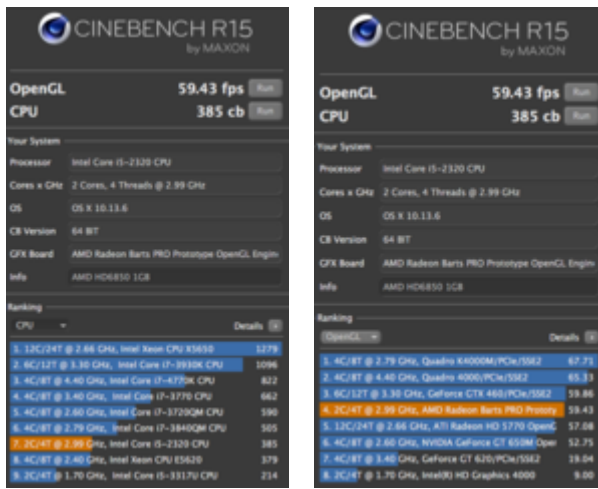 CINEBENCH R15
by MAXON
OpenGL 59.43 fps Run
CPU 385 cb Run
Your System
Processor Intel Core i5-2320 CPU
Cores x GHz 2 Cores, 4 Threads @ 2.99 GHz
OS OS X 10.13.6
CB Version 64 BIT
GFX Board AMD Radeon Barts PRO Prototype OpenGL Engin
Info AMD HD6850 1GB
Ranking
CPU Details
1. 12C/24T @ 2.66 GHz, Intel Xeon CPU X5650 1279
2. 6C/12T @ 3.30 GHz, Intel Core i7-3930K CPU 1096
3. 4C/8T @ 4.40 GHz, Intel Core i7-4770K CPU 822
4. 4C/8T @ 3.40 GHz, Intel Core i7-3770 CPU 662
5. 4C/8T @ 2.60 GHz, Intel Core i7-3720QM CPU 590
6. 4C/8T @ 2.79 GHz, Intel Core i7-3840QM CPU 505
7. 2C/4T @ 2.99 GHz, Intel Core i5-2320 CPU 385
8. 4C/8T @ 2.40 GHz, Intel Xeon CPU E5620 379
9. 2C/4T @ 1.70 GHz, Intel Core i5-3317U CPU 214
CINEBENCH R15
by MAXON
OpenGL 59.43 fps Run
CPU 385 cb Run
Your System
Processor Intel Core i5-2320 CPU
Cores x GHz 2 Cores, 4 Threads @ 2.99 GHz
OS OS X 10.13.6
CB Version 64 BIT
GFX Board AMD Radeon Barts PRO Prototype OpenGL Engin
Info AMD HD6850 1GB
Ranking
OpenGL Details
1. 4C/8T @ 2.79 GHz, Quadro K4000M/PCIe/SSE2 67.71
2. 4C/8T @ 4.40 GHz, Quadro 4000/PCIe/SSE2 65.33
3. 6C/12T @ 3.30 GHz, GeForce GTX 460/PCIe/SSE2 59.86
4. 2C/4T @ 2.99 GHz, AMD Radeon Barts PRO Prototy 59.43
5. 12C/24T @ 2.66 GHz, ATI Radeon HD 5770 OpenG 57.08
6. 4C/8T @ 2.60 GHz, NVIDIA GeForce GT 650M Open 52.75
7. 4C/8T @ 3.40 GHz, GeForce GT 620/PCIe/SSE2 19.04
8. 2C/4T @ 1.70 GHz, Intel(R) HD Graphics 4000 9.00